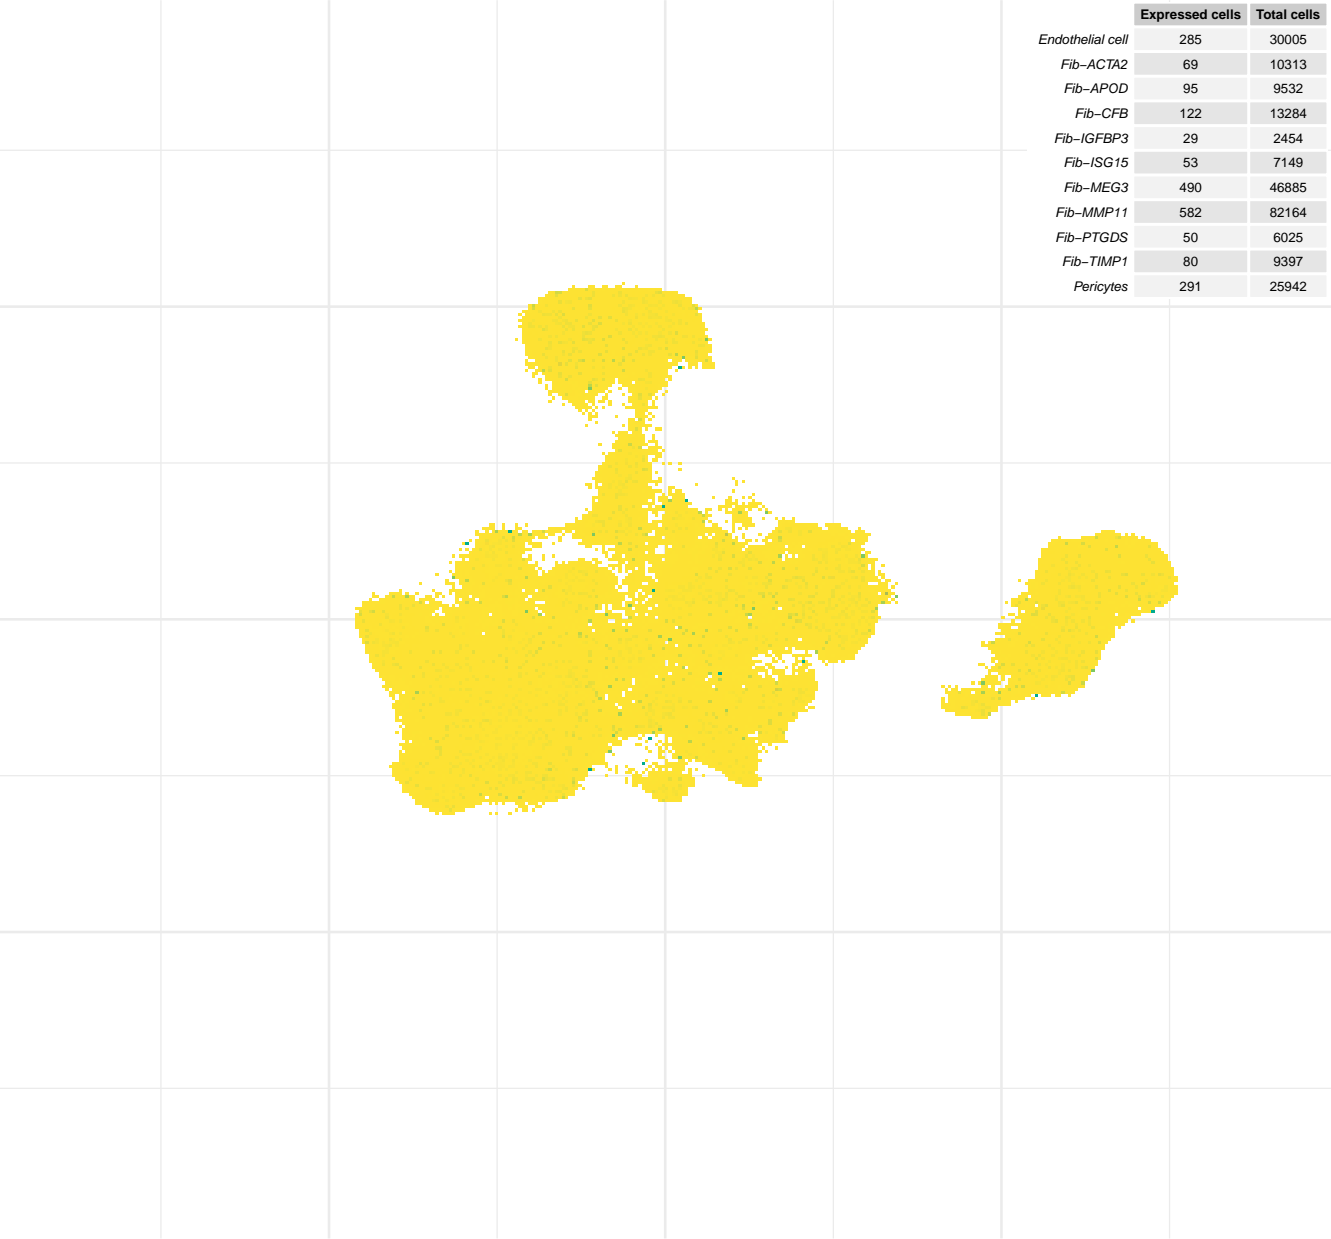 Expressed cells Total cells
Endothelial cell 285 30005
Fib−ACTA2 69 10313
Fib−APOD 95 9532
Fib−CFB 122 13284
Fib−IGFBP3 29 2454
Fib−ISG15 53 7149
Fib−MEG3 490 46885
Fib−MMP11 582 82164
Fib−PTGDS 50 6025
Fib−TIMP1 80 9397
Pericytes 291 25942